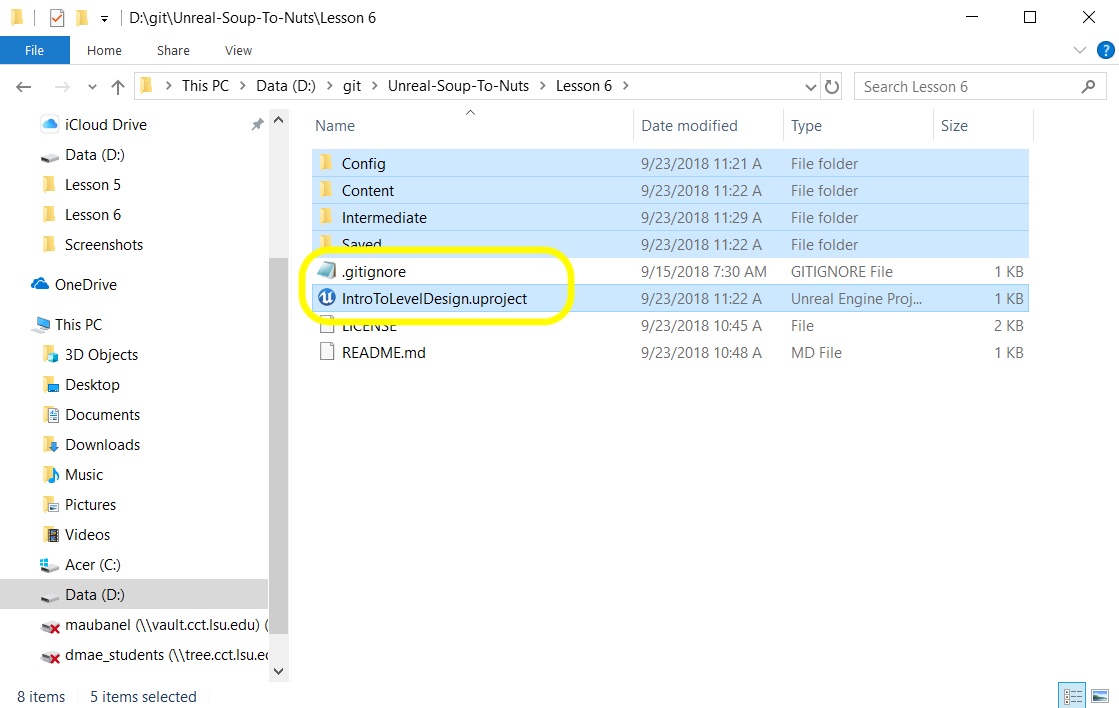 D:\git\Unreal-Soup-To-Nuts\Lesson 6
File Home Share View
This PC Data (D:) git Unreal-Soup-To-Nuts Lesson 6 Search Lesson 6
Name Date modified Type Size
iCloud Drive
Data (D:)
Lesson 5
Lesson 6
Screenshots
OneDrive
This PC
3D Objects
Desktop
Documents
Downloads
Music
Pictures
Videos
Acer (C:)
Data (D:)
maubanel (\\vault.cct.lsu.edu) (
dmae_students (\\tree.cct.lsu.ed
Config 9/23/2018 11:21 A File folder
Content 9/23/2018 11:22 A File folder
Intermediate 9/23/2018 11:29 A File folder
Saved 9/23/2018 11:22 A File folder
.gitignore 9/15/2018 7:30 AM GITIGNORE File 1 KB
IntroToLevelDesign.uproject 9/23/2018 11:22 A Unreal Engine Proj... 1 KB
LICENSE 9/23/2018 10:45 A File 2 KB
README.md 9/23/2018 10:48 A MD File 1 KB
8 items 5 items selected